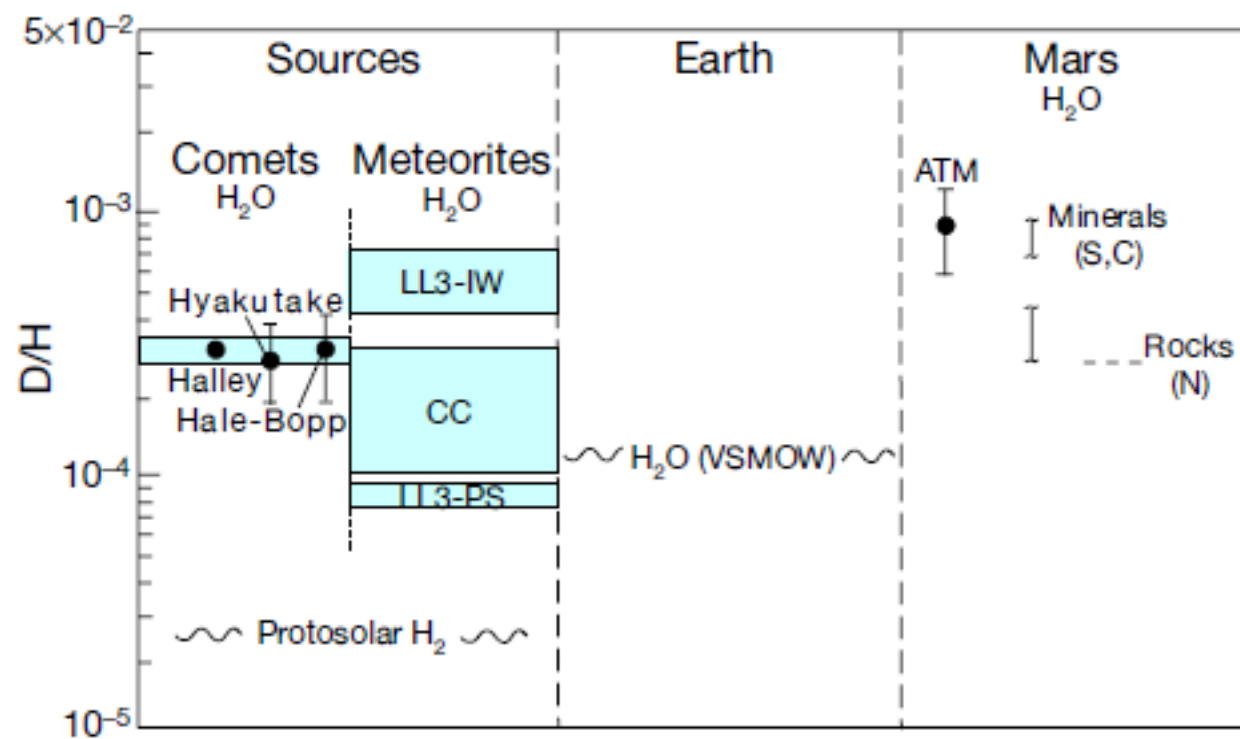 5×10⁻²
Sources
Earth
Mars
H₂O
Comets
H₂O
Meteorites
H₂O
ATM
10⁻³
Minerals
(S,C)
LL3-IW
Hyakutake
D/H
Rocks
(N)
Halley
Hale-Bopp
CC
H₂O (VSMOW)
10⁻⁴
LL3-PS
Protosolar H₂
10⁻⁵